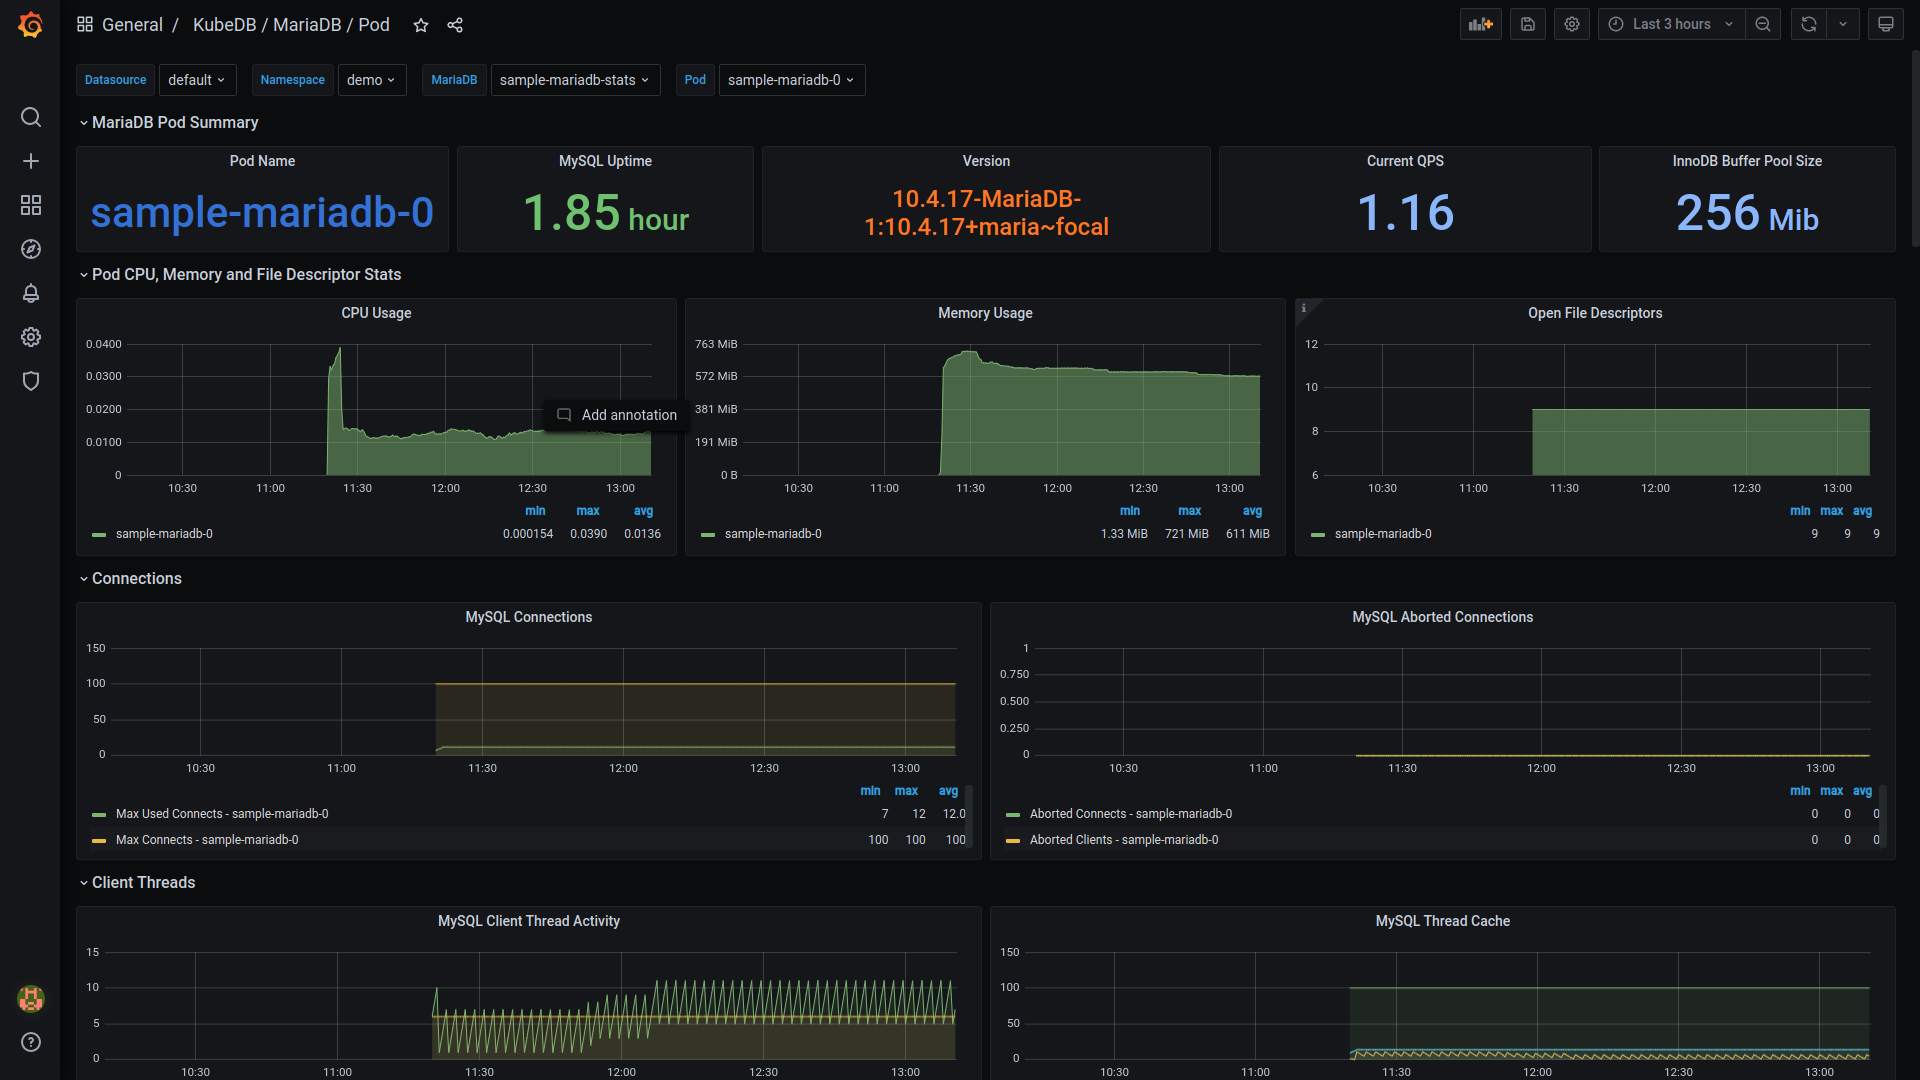 General / KubeDB / MariaDB / Pod
Last 3 hours
Datasource default Namespace demo MariaDB sample-mariadb-stats Pod sample-mariadb-0
MariaDB Pod Summary
Pod Name
sample-mariadb-0
MySQL Uptime
1.85 hour
Version
10.4.17-MariaDB-
1:10.4.17+maria~focal
Current QPS
1.16
InnoDB Buffer Pool Size
256 Mib
Pod CPU, Memory and File Descriptor Stats
CPU Usage
0.0400
0.0300
0.0200
0.0100
0
10:30 11:00 11:30 12:00 12:30 13:00
min max avg
sample-mariadb-0 0.000154 0.0390 0.0136
Add annotation
Memory Usage
763 MiB
572 MiB
381 MiB
191 MiB
0 B
10:30 11:00 11:30 12:00 12:30 13:00
min max avg
sample-mariadb-0 1.33 MiB 721 MiB 611 MiB
i
Open File Descriptors
12
10
8
6
10:30 11:00 11:30 12:00 12:30 13:00
min max avg
sample-mariadb-0 9 9 9
Connections
MySQL Connections
150
100
50
0
10:30 11:00 11:30 12:00 12:30 13:00
min max avg
Max Used Connects - sample-mariadb-0 7 12 12.0
Max Connects - sample-mariadb-0 100 100 100
MySQL Aborted Connections
1
0.750
0.500
0.250
0
10:30 11:00 11:30 12:00 12:30 13:00
min max avg
Aborted Connects - sample-mariadb-0 0 0 0
Aborted Clients - sample-mariadb-0 0 0 0
Client Threads
MySQL Client Thread Activity
15
10
5
0
10:30 11:00 11:30 12:00 12:30 13:00
MySQL Thread Cache
150
100
50
0
10:30 11:00 11:30 12:00 12:30 13:00